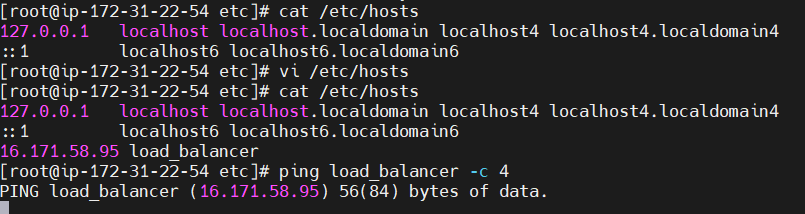 [root@ip-172-31-22-54 etc]# cat /etc/hosts
127.0.0.1   localhost localhost.localdomain localhost4 localhost4.localdomain4
::1         localhost6 localhost6.localdomain6
[root@ip-172-31-22-54 etc]# vi /etc/hosts
[root@ip-172-31-22-54 etc]# cat /etc/hosts
127.0.0.1   localhost localhost.localdomain localhost4 localhost4.localdomain4
::1         localhost6 localhost6.localdomain6
16.171.58.95 load_balancer
[root@ip-172-31-22-54 etc]# ping load_balancer -c 4
PING load_balancer (16.171.58.95) 56(84) bytes of data.